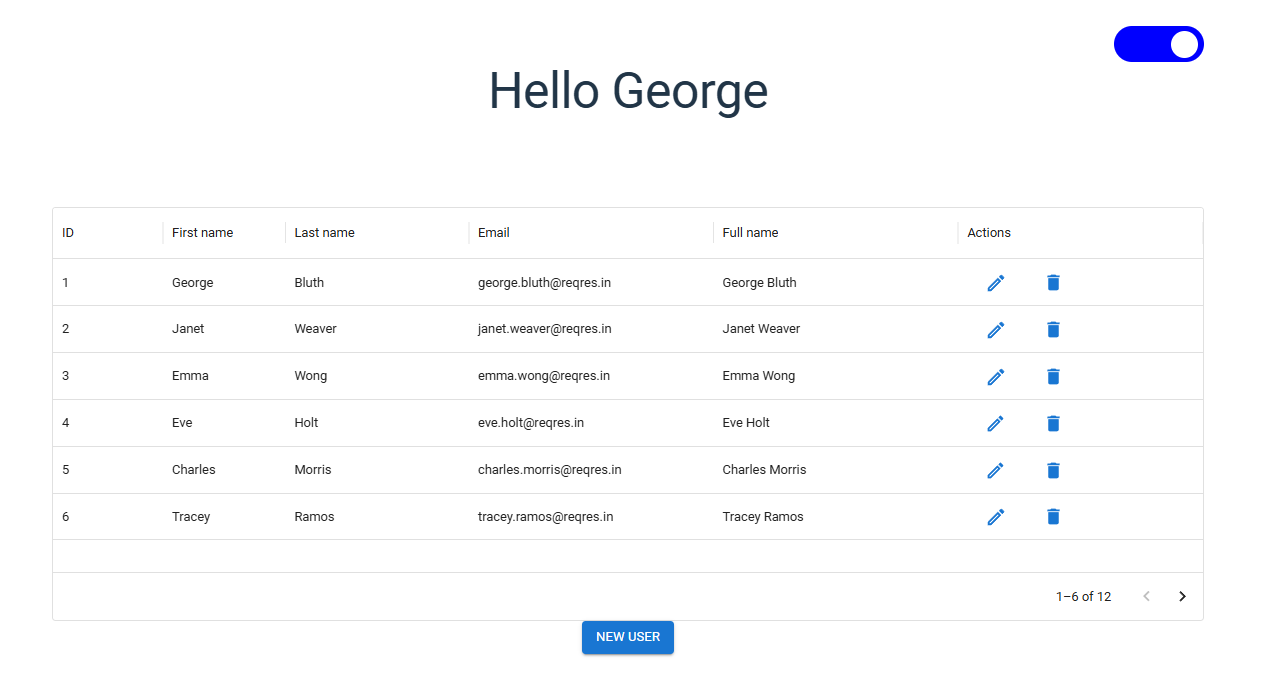 Hello George
ID First name Last name Email Full name Actions
1 George Bluth george.bluth@reqres.in George Bluth
2 Janet Weaver janet.weaver@reqres.in Janet Weaver
3 Emma Wong emma.wong@reqres.in Emma Wong
4 Eve Holt eve.holt@reqres.in Eve Holt
5 Charles Morris charles.morris@reqres.in Charles Morris
6 Tracey Ramos tracey.ramos@reqres.in Tracey Ramos
1–6 of 12
NEW USER